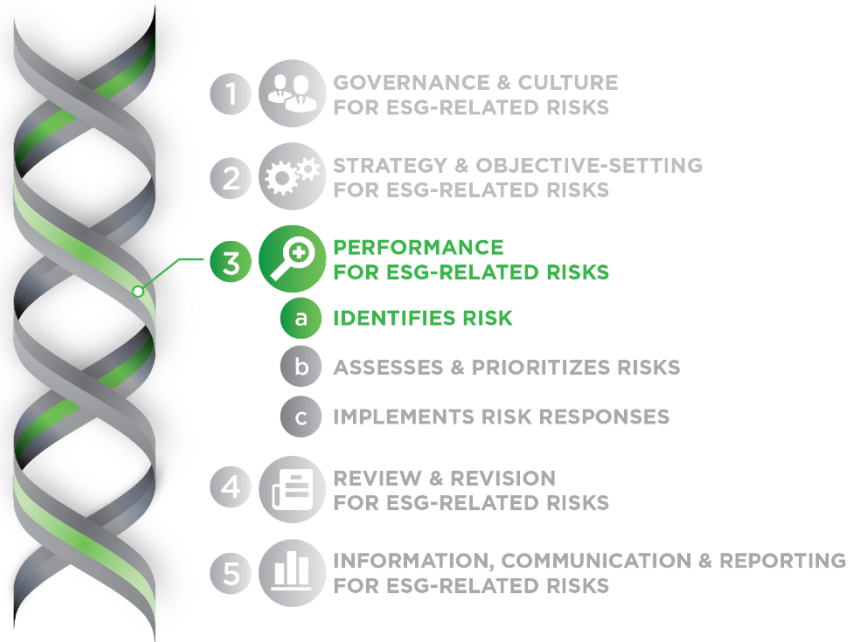 1 GOVERNANCE & CULTURE
FOR ESG-RELATED RISKS
2 STRATEGY & OBJECTIVE-SETTING
FOR ESG-RELATED RISKS
3 PERFORMANCE
FOR ESG-RELATED RISKS
a IDENTIFIES RISK
b ASSESSES & PRIORITIZES RISKS
c IMPLEMENTS RISK RESPONSES
4 REVIEW & REVISION
FOR ESG-RELATED RISKS
5 INFORMATION, COMMUNICATION & REPORTING
FOR ESG-RELATED RISKS